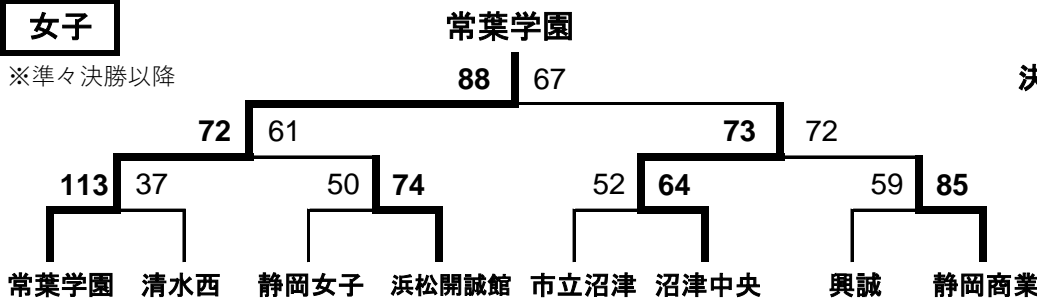 女子
常葉学園
※準々決勝以降
88 67
決
72 61 73 72
113 37 50 74 52 64 59 85
常葉学園 清水西 静岡女子 浜松開誠館 市立沼津 沼津中央 興誠 静岡商業